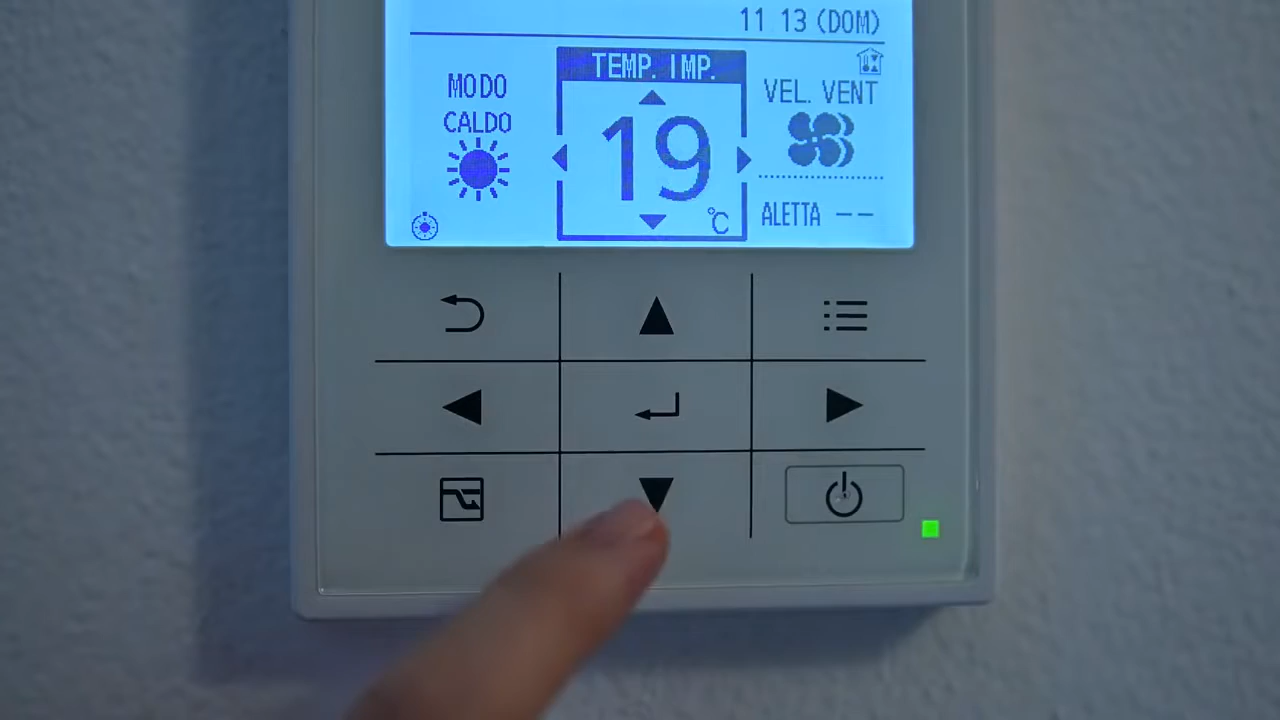 11 13 (DOM)
TEMP. IMP.
MODO
CALDO
19
°C
VEL. VENT
ALETTA --